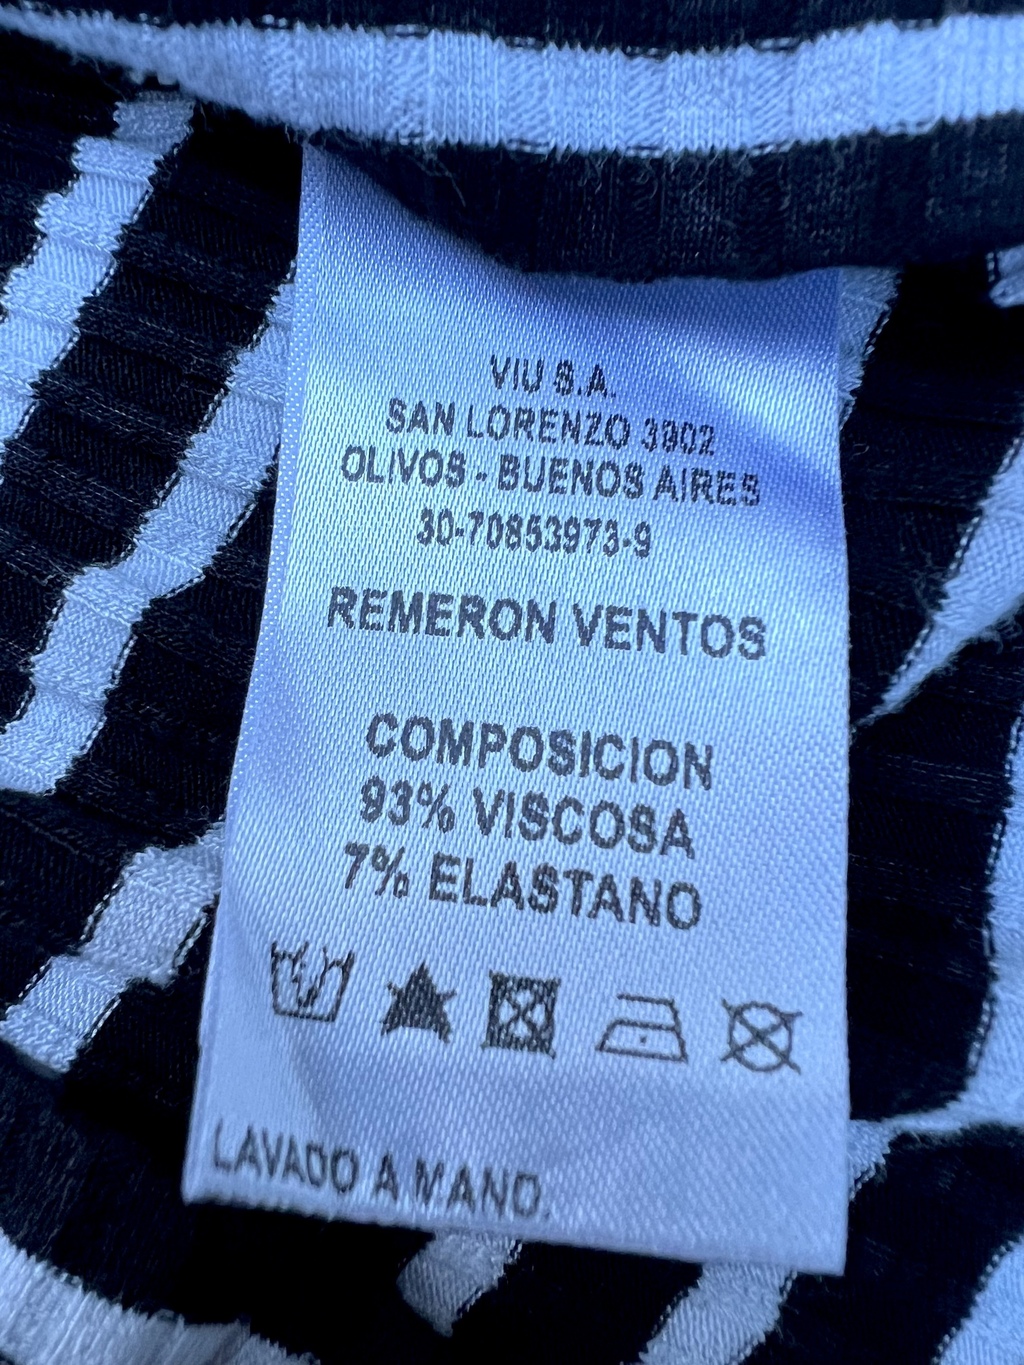 VIU S.A.
SAN LORENZO 3902
OLIVOS - BUENOS AIRES
30-70853973-9
REMERON VENTOS
COMPOSICION
93% VISCOSA
7% ELASTANO
LAVADO A MANO.